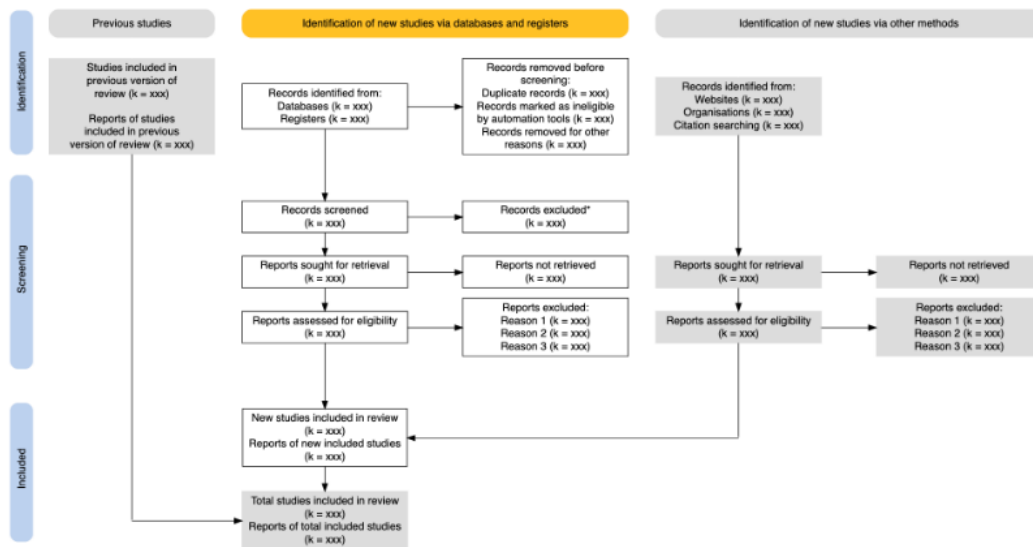 Previous studies
Identification of new studies via databases and registers
Identification of new studies via other methods
Identification
Studies included in
previous version of
review (k = xxx)
Reports of studies
included in previous
version of review (k = xxx)
Records identified from:
Databases (k = xxx)
Registers (k = xxx)
Records removed before
screening:
Duplicate records (k = xxx)
Records marked as ineligible
by automation tools (k = xxx)
Records removed for other
reasons (k = xxx)
Records identified from:
Websites (k = xxx)
Organisations (k = xxx)
Citation searching (k = xxx)
Screening
Records screened
(k = xxx)
Records excluded*
(k = xxx)
Reports sought for retrieval
(k = xxx)
Reports not retrieved
(k = xxx)
Reports sought for retrieval
(k = xxx)
Reports not retrieved
(k = xxx)
Reports assessed for eligibility
(k = xxx)
Reports excluded:
Reason 1 (k = xxx)
Reason 2 (k = xxx)
Reason 3 (k = xxx)
Reports assessed for eligibility
(k = xxx)
Reports excluded:
Reason 1 (k = xxx)
Reason 2 (k = xxx)
Reason 3 (k = xxx)
Included
New studies included in review
(k = xxx)
Reports of new included studies
(k = xxx)
Total studies included in review
(k = xxx)
Reports of total included studies
(k = xxx)